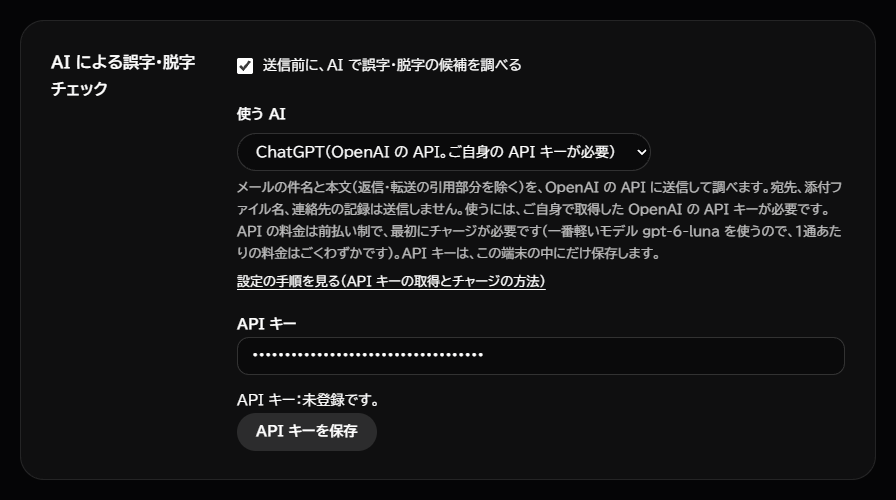 AI による誤字・脱字
チェック
送信前に、AI で誤字・脱字の候補を調べる
使う AI
ChatGPT(OpenAI の API。ご自身の API キーが必要)
メールの件名と本文(返信・転送の引用部分を除く)を、OpenAI の API に送信して調べます。宛先、添付フ
ァイル名、連絡先の記録は送信しません。使うには、ご自身で取得した OpenAI の API キーが必要です。
API の料金は前払い制で、最初にチャージが必要です(一番軽いモデル gpt-6-luna を使うので、1通あた
りの料金はごくわずかです)。API キーは、この端末の中にだけ保存します。
設定の手順を見る(API キーの取得とチャージの方法)
API キー
••••••••••••••••••••••••••••••••••••
API キー：未登録です。
API キーを保存